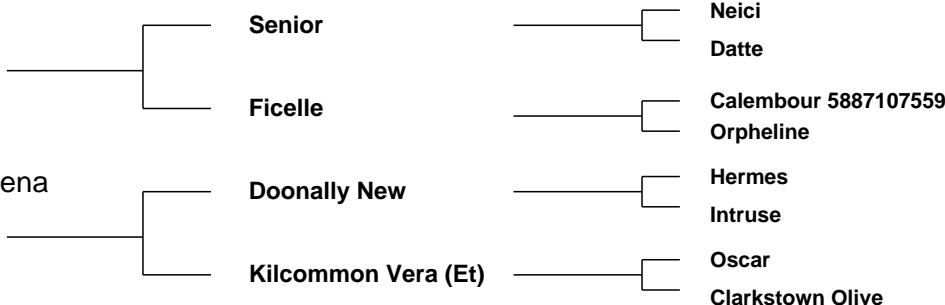 Neici
Senior
Datte
Calembour 5887107559
Ficelle
Orpheline
ena
Hermes
Doonally New
Intruse
Oscar
Kilcommon Vera (Et)
Clarkstown Olive